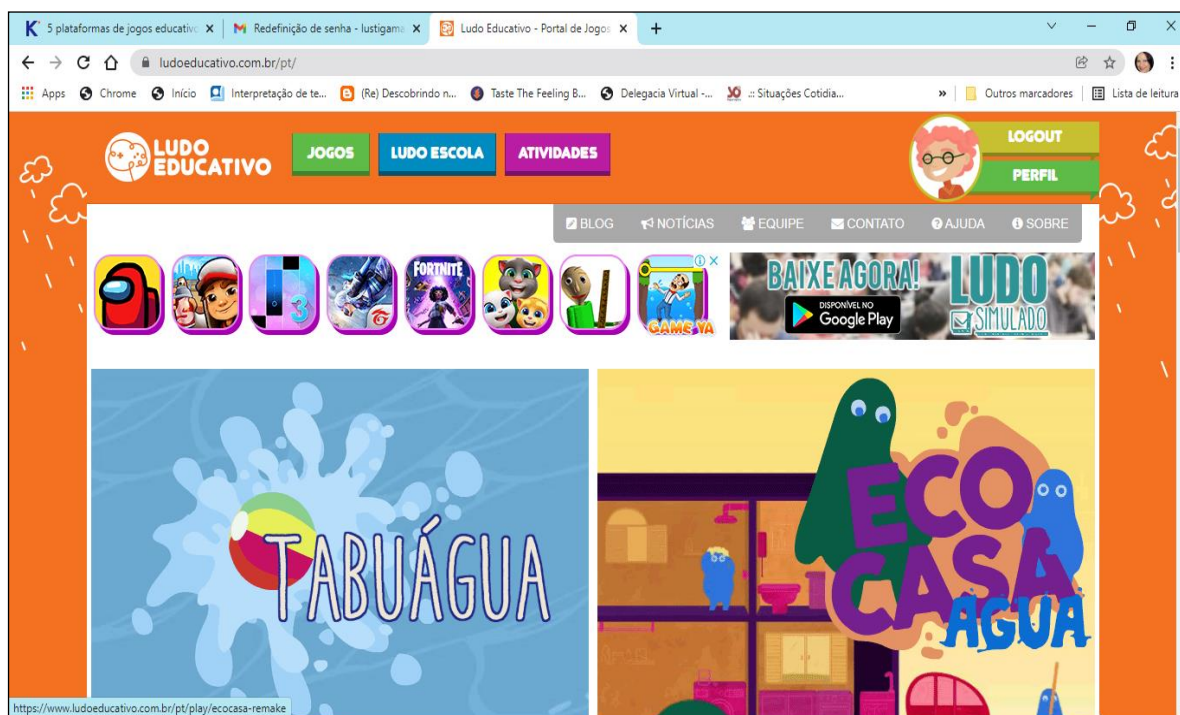 5 plataformas de jogos educativo
Redefinição de senha - lustigama
Ludo Educativo - Portal de Jogos
ludoeducativo.com.br/pt/
Apps
Chrome
Início
Interpretação de te...
(Re) Descobrindo n...
Taste The Feeling B...
Delegacia Virtual -...
.:: Situações Cotidia...
»
Outros marcadores
Lista de leitura
LUDO
EDUCATIVO
JOGOS
LUDO ESCOLA
ATIVIDADES
LOGOUT
PERFIL
BLOG
NOTÍCIAS
EQUIPE
CONTATO
AJUDA
SOBRE
3
FORTNITE
GAME YA
BAIXE AGORA!
DISPONÍVEL NO
Google Play
LUDO
SIMULADO
TABUÁGUA
ECO
CASA
AGUA
https://www.ludoeducativo.com.br/pt/play/ecocasa-remake